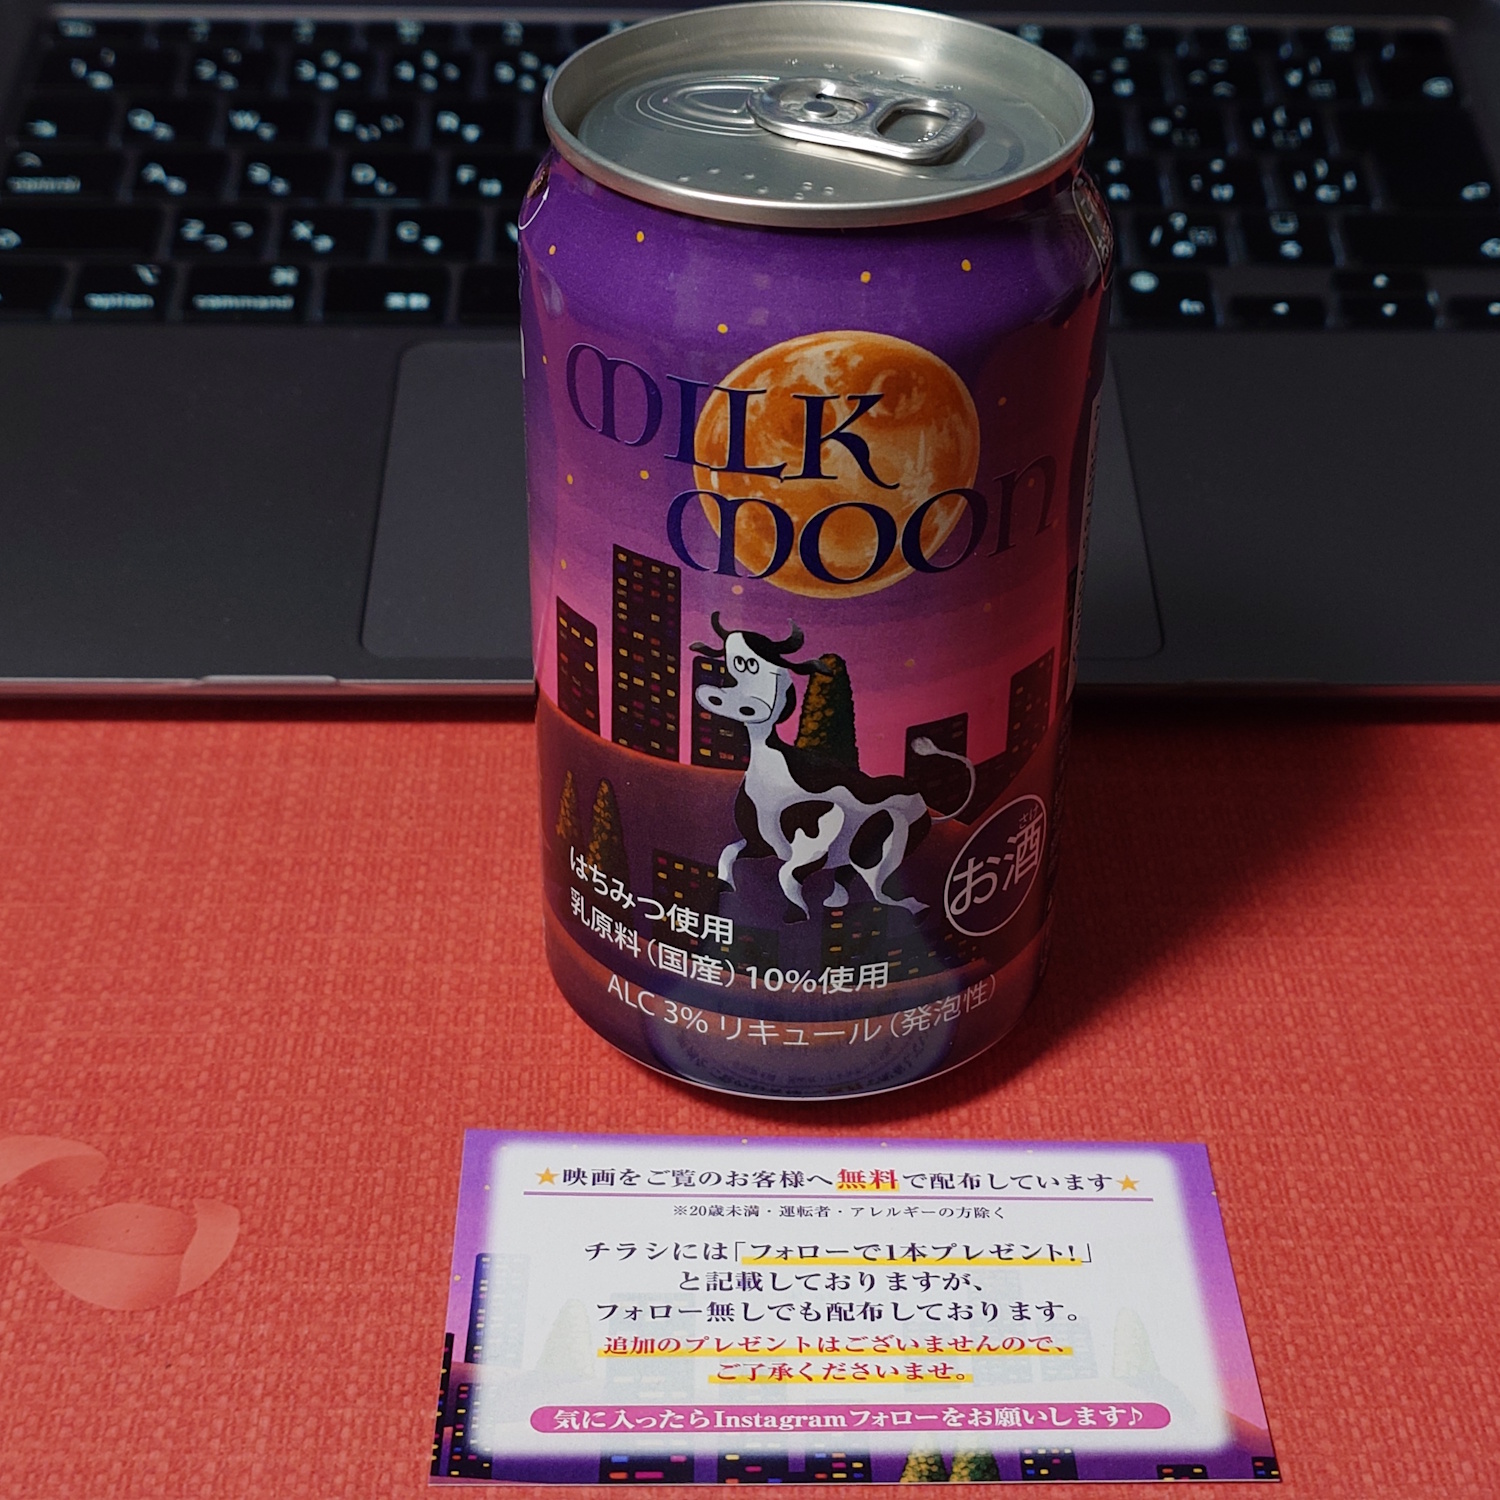 MILK
MOON
お酒
さけ
はちみつ使用
乳原料(国産)10%使用
ALC 3% リキュール(発泡性)
★映画をご覧のお客様へ無料で配布しています★
※20歳未満・運転者・アレルギーの方除く
チラシには「フォローで1本プレゼント!」
と記載しておりますが、
フォロー無しでも配布しております。
追加のプレゼントはございませんので、
ご了承くださいませ。
気に入ったらInstagramフォローをお願いします♪
option
command
英数
control
fn